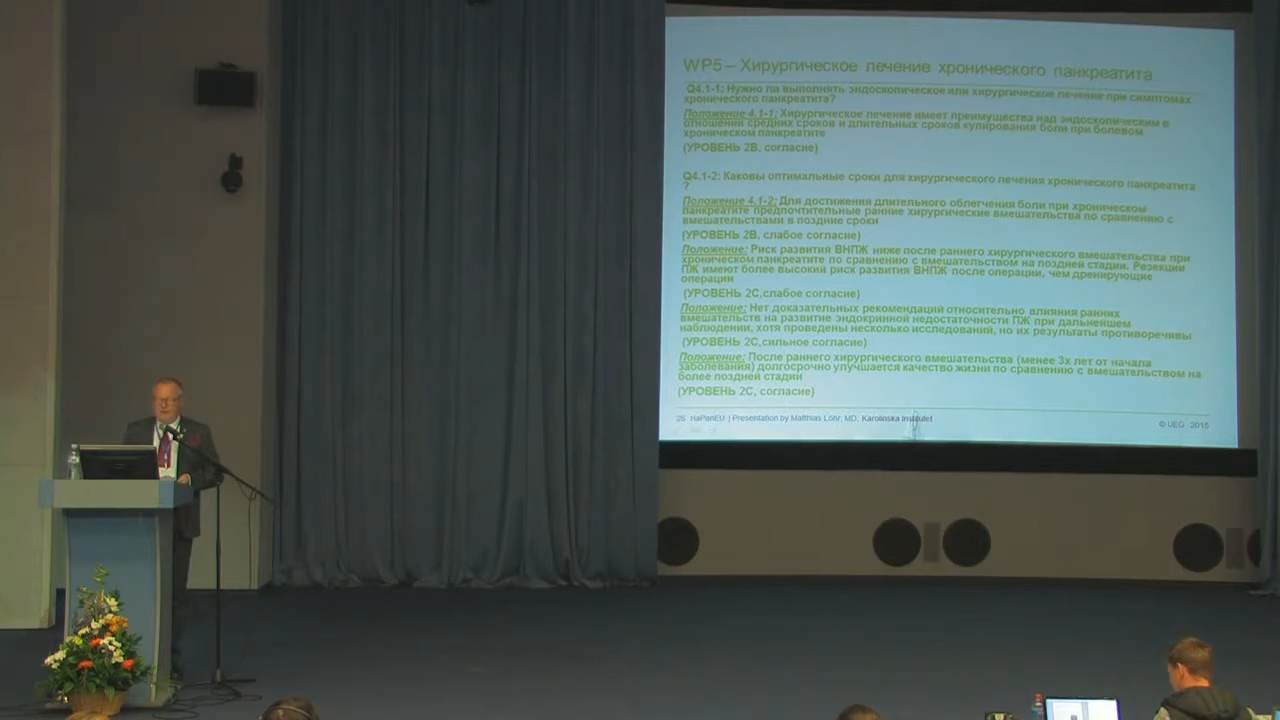 WP5 – Хирургическое лечение хронического панкреатита
Q4.1-1: Нужно ли выполнять эндоскопическое или хирургическое лечение при симптомах
хронического панкреатита?
Положение 4.1-1: Хирургическое лечение имеет преимущества над эндоскопическим в
отношении средних сроков и длительных сроков купирования боли при болевом
хроническом панкреатите
(УРОВЕНЬ 2B, согласие)
Q4.1-2: Каковы оптимальные сроки для хирургического лечения хронического панкреатита
?
Положение 4.1-2: Для достижения длительного облегчения боли при хроническом
панкреатите предпочтительные ранние хирургические вмешательства по сравнению с
вмешательствами в поздние сроки
(УРОВЕНЬ 2B, слабое согласие)
Положение: Риск развития ВНПЖ ниже после раннего хирургического вмешательства при
хроническом панкреатите по сравнению с вмешательством на поздней стадии. Резекции
ПЖ имеют более высокий риск развития ВНПЖ после операции, чем дренирующие
операции
(УРОВЕНЬ 2C,слабое согласие)
Положение: Нет доказательных рекомендаций относительно влияния ранних
вмешательств на развитие эндокринной недостаточности ПЖ при дальнейшем
наблюдении, хотя проведены несколько исследований, но их результаты противоречивы
(УРОВЕНЬ 2C,сильное согласие)
Положение: После раннего хирургического вмешательства (менее 3х лет от начала
заболевания) долгосрочно улучшается качество жизни по сравнению с вмешательством на
более поздней стадии
(УРОВЕНЬ 2C, согласие)
26 HaPanEU | Presentation by Matthias Löhr, MD, Karolinska Institutet
© UEG 2015